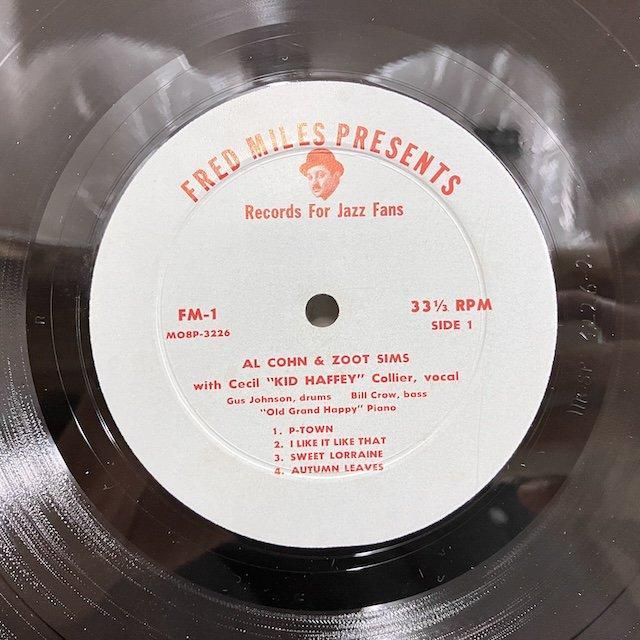 FRED MILES PRESENTS
Records For Jazz Fans
FM-1
MO8P-3226
33⅓ RPM
SIDE 1
AL COHN & ZOOT SIMS
with Cecil "KID HAFFEY" Collier, vocal
Gus Johnson, drums Bill Crow, bass
"Old Grand Happy" Piano
1. P-TOWN
2. I LIKE IT LIKE THAT
3. SWEET LORRAINE
4. AUTUMN LEAVES